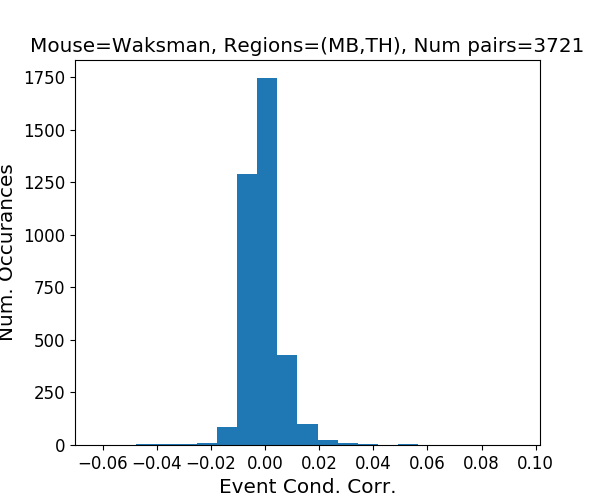 Mouse=Waksman, Regions=(MB,TH), Num pairs=3721
Num. Occurances
1750
1500
1250
1000
750
500
250
0
−0.06 −0.04 −0.02 0.00 0.02 0.04 0.06 0.08 0.10
Event Cond. Corr.